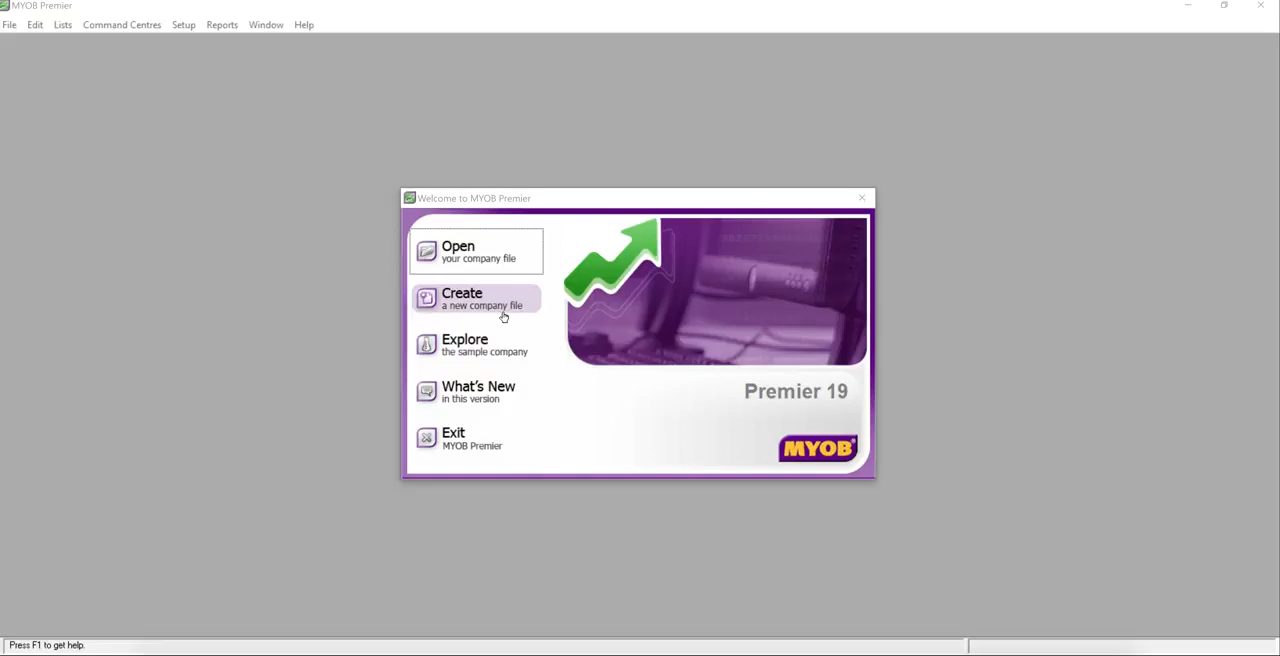 MYOB Premier
File Edit Lists Command Centres Setup Reports Window Help
Welcome to MYOB Premier
Open
your company file
Create
a new company file
Explore
the sample company
What's New
in this version
Exit
MYOB Premier
Premier 19
MYOB®
Press F1 to get help.